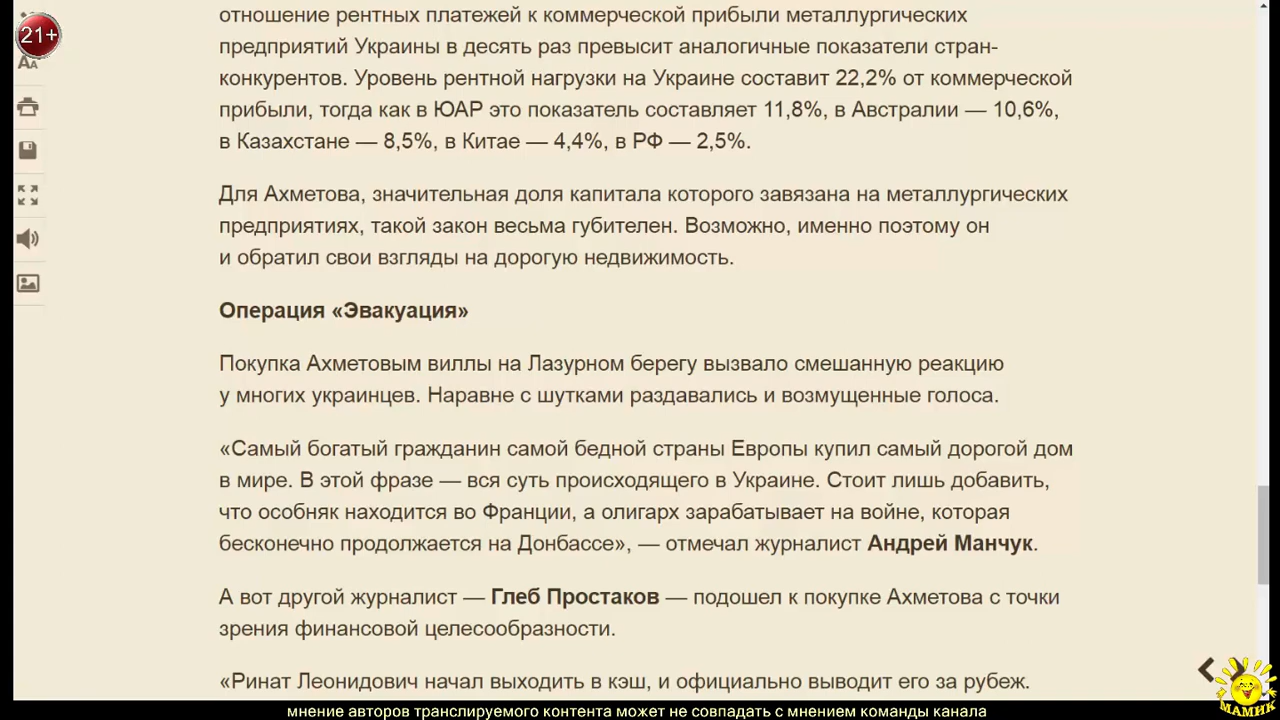 21+
отношение рентных платежей к коммерческой прибыли металлургических
предприятий Украины в десять раз превысит аналогичные показатели стран-
конкурентов. Уровень рентной нагрузки на Украине составит 22,2% от коммерческой
прибыли, тогда как в ЮАР это показатель составляет 11,8%, в Австралии — 10,6%,
в Казахстане — 8,5%, в Китае — 4,4%, в РФ — 2,5%.
Для Ахметова, значительная доля капитала которого завязана на металлургических
предприятиях, такой закон весьма губителен. Возможно, именно поэтому он
и обратил свои взгляды на дорогую недвижимость.
Операция «Эвакуация»
Покупка Ахметовым виллы на Лазурном берегу вызвало смешанную реакцию
у многих украинцев. Наравне с шутками раздавались и возмущенные голоса.
«Самый богатый гражданин самой бедной страны Европы купил самый дорогой дом
в мире. В этой фразе — вся суть происходящего в Украине. Стоит лишь добавить,
что особняк находится во Франции, а олигарх зарабатывает на войне, которая
бесконечно продолжается на Донбассе», — отмечал журналист Андрей Манчук.
А вот другой журналист — Глеб Простаков — подошел к покупке Ахметова с точки
зрения финансовой целесообразности.
«Ринат Леонидович начал выходить в кэш, и официально выводит его за рубеж.
МАМИК
мнение авторов транслируемого контента может не совпадать с мнением команды канала